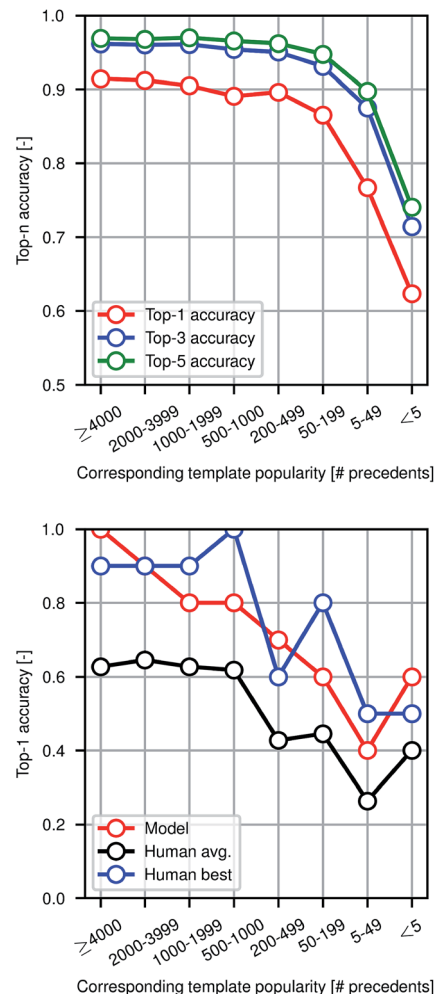 1.0
0.9
0.8
0.7
0.6
0.5
Top-n accuracy [-]
Top-1 accuracy
Top-3 accuracy
Top-5 accuracy
≥4000
2000-3999
1000-1999
500-1000
200-499
50-199
5-49
<5
Corresponding template popularity [# precedents]
1.0
0.8
0.6
0.4
0.2
0.0
Top-1 accuracy [-]
Model
Human avg.
Human best
≥4000
2000-3999
1000-1999
500-1000
200-499
50-199
5-49
<5
Corresponding template popularity [# precedents]